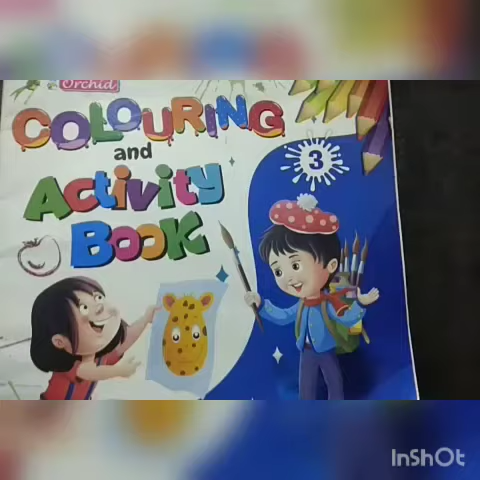 Orchid
COLOURING
and
Activity
BOOK
3
InShOt